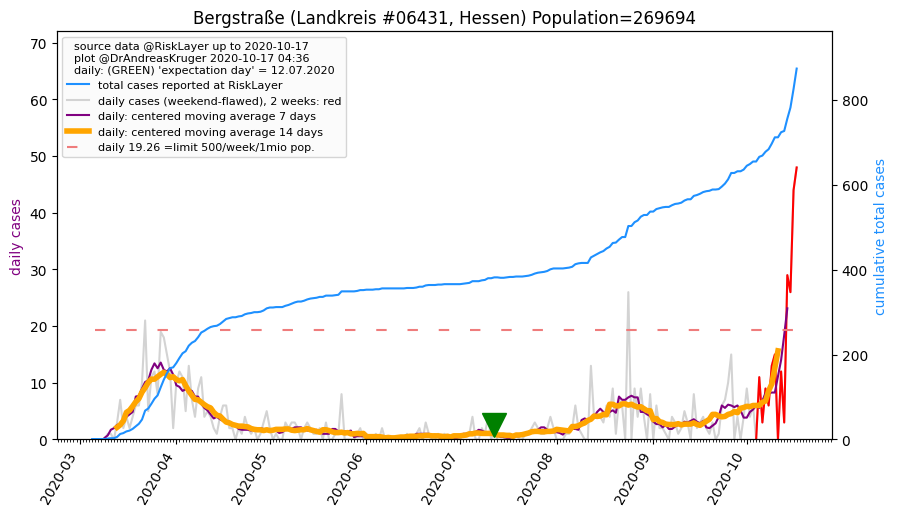 Bergstraße (Landkreis #06431, Hessen) Population=269694
source data @RiskLayer up to 2020-10-17
plot @DrAndreasKruger 2020-10-17 04:36
daily: (GREEN) 'expectation day' = 12.07.2020
total cases reported at RiskLayer
daily cases (weekend-flawed), 2 weeks: red
daily: centered moving average 7 days
daily: centered moving average 14 days
daily 19.26 =limit 500/week/1mio pop.
daily cases
70
60
50
40
30
20
10
0
cumulative total cases
800
600
400
200
0
2020-03
2020-04
2020-05
2020-06
2020-07
2020-08
2020-09
2020-10